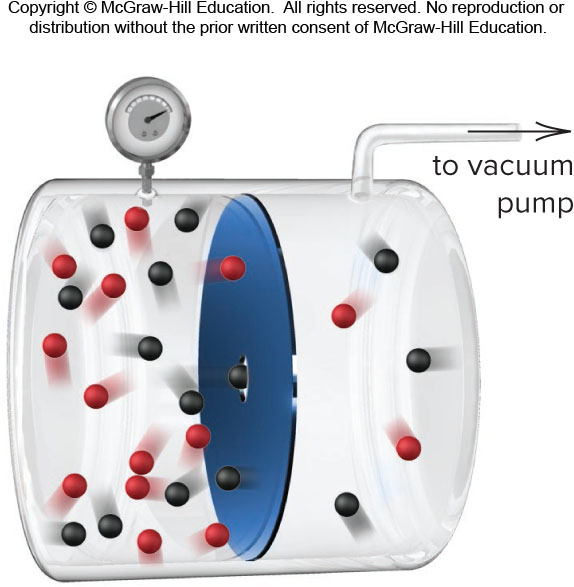 Copyright © McGraw-Hill Education.  All rights reserved. No reproduction or
distribution without the prior written consent of McGraw-Hill Education.
to vacuum
pump